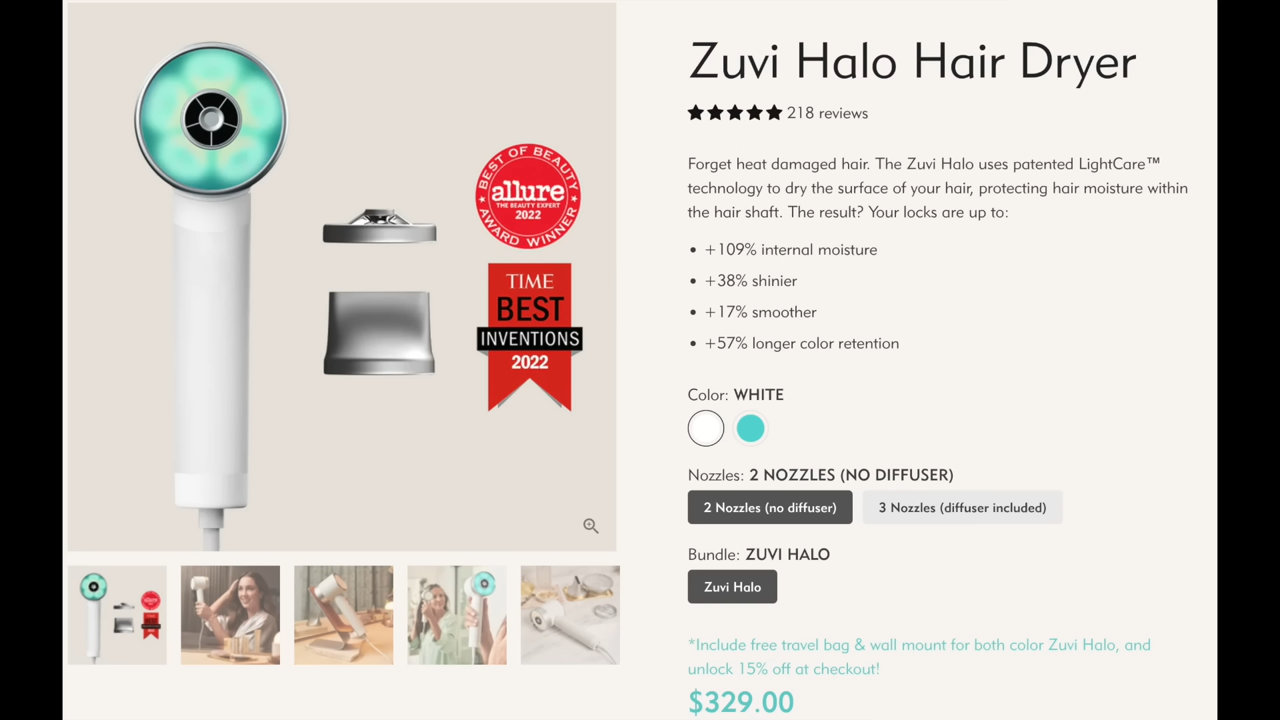 BEST OF BEAUTY
allure
THE BEAUTY EXPERT
2022
AWARD WINNER
TIME
BEST
INVENTIONS
2022
Zuvi Halo Hair Dryer
218 reviews
Forget heat damaged hair. The Zuvi Halo uses patented LightCare™
technology to dry the surface of your hair, protecting hair moisture within
the hair shaft. The result? Your locks are up to:
• +109% internal moisture
• +38% shinier
• +17% smoother
• +57% longer color retention
Color: WHITE
Nozzles: 2 NOZZLES (NO DIFFUSER)
2 Nozzles (no diffuser) 3 Nozzles (diffuser included)
Bundle: ZUVI HALO
Zuvi Halo
*Include free travel bag & wall mount for both color Zuvi Halo, and
unlock 15% off at checkout!
$329.00